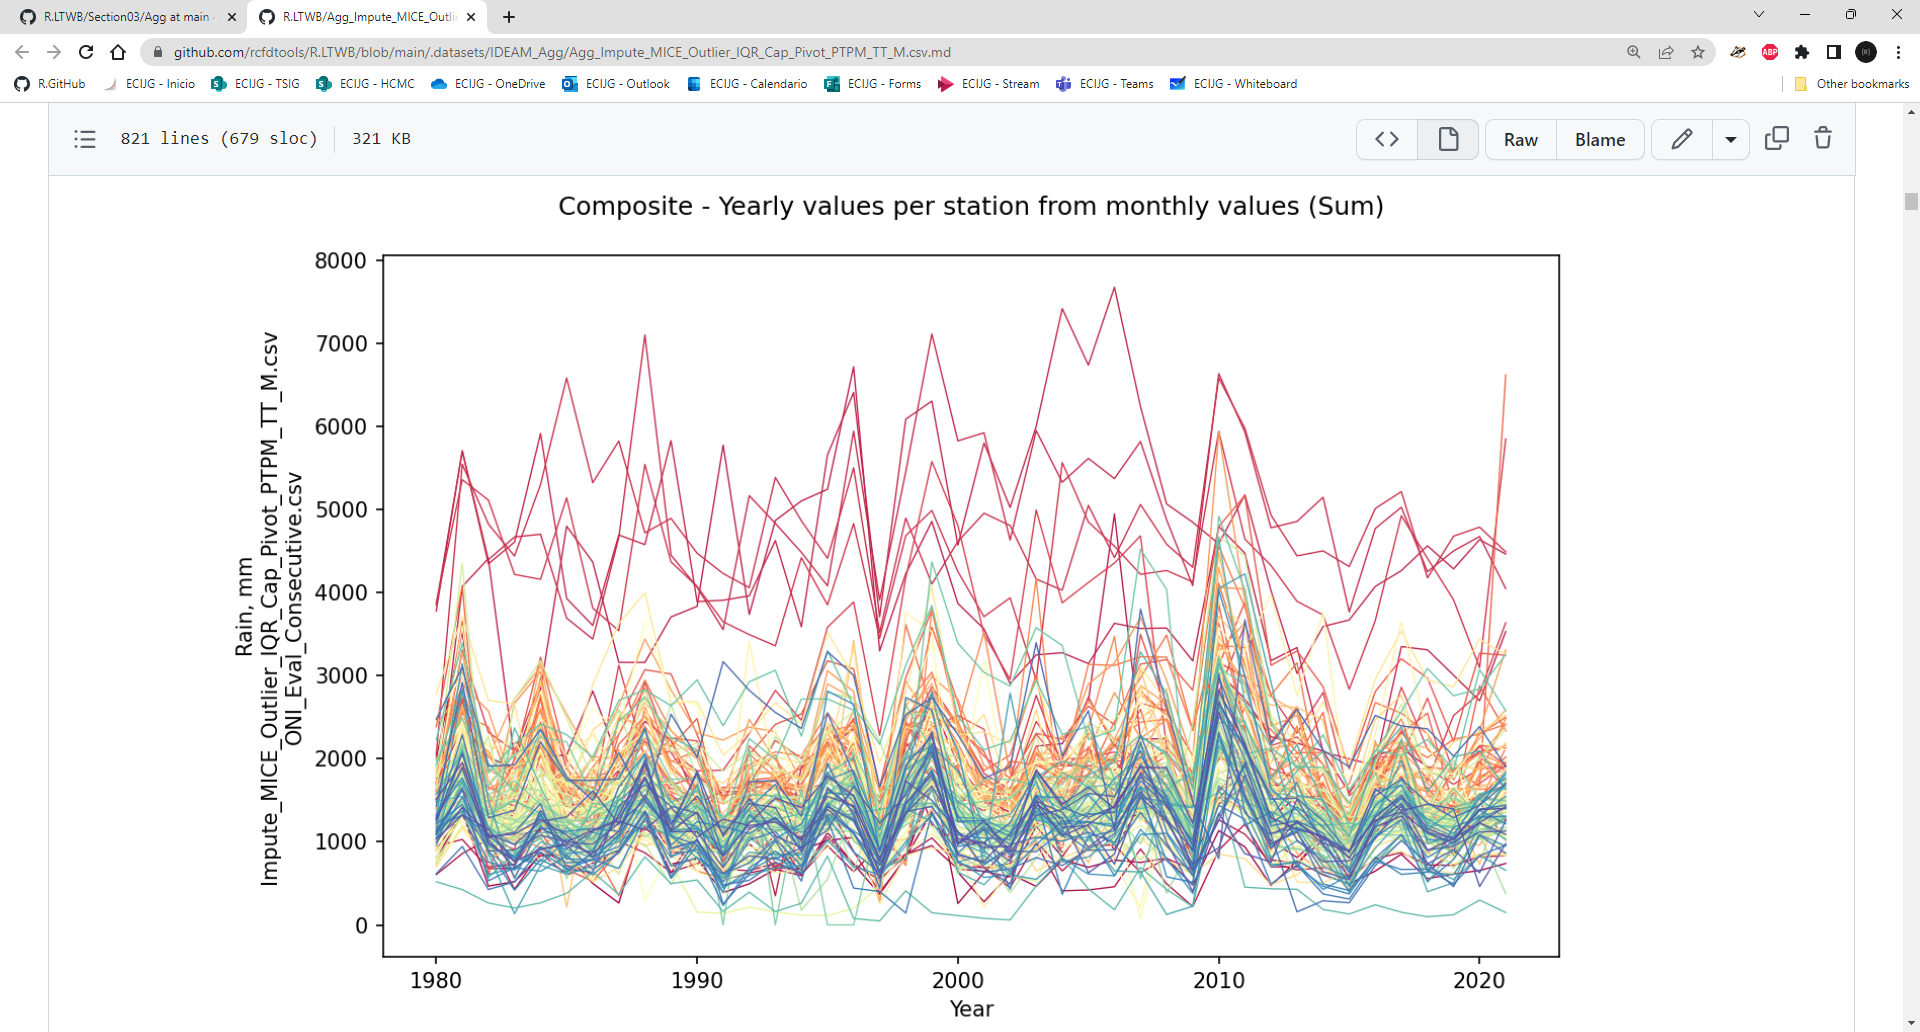 R.LTWB/Section03/Agg at main
R.LTWB/Agg_Impute_MICE_Outli
github.com/rcfdtools/R.LTWB/blob/main/.datasets/IDEAM_Agg/Agg_Impute_MICE_Outlier_IQR_Cap_Pivot_PTPM_TT_M.csv.md
ABP
R.GitHub
ECIJG - Inicio
ECIJG - TSIG
ECIJG - HCMC
ECIJG - OneDrive
ECIJG - Outlook
ECIJG - Calendario
ECIJG - Forms
ECIJG - Stream
ECIJG - Teams
ECIJG - Whiteboard
Other bookmarks
821 lines (679 sloc)
321 KB
Raw
Blame
Composite - Yearly values per station from monthly values (Sum)
8000
7000
6000
5000
4000
3000
2000
1000
0
Rain, mm
Impute_MICE_Outlier_IQR_Cap_Pivot_PTPM_TT_M.csv
ONI_Eval_Consecutive.csv
1980
1990
2000
2010
2020
Year